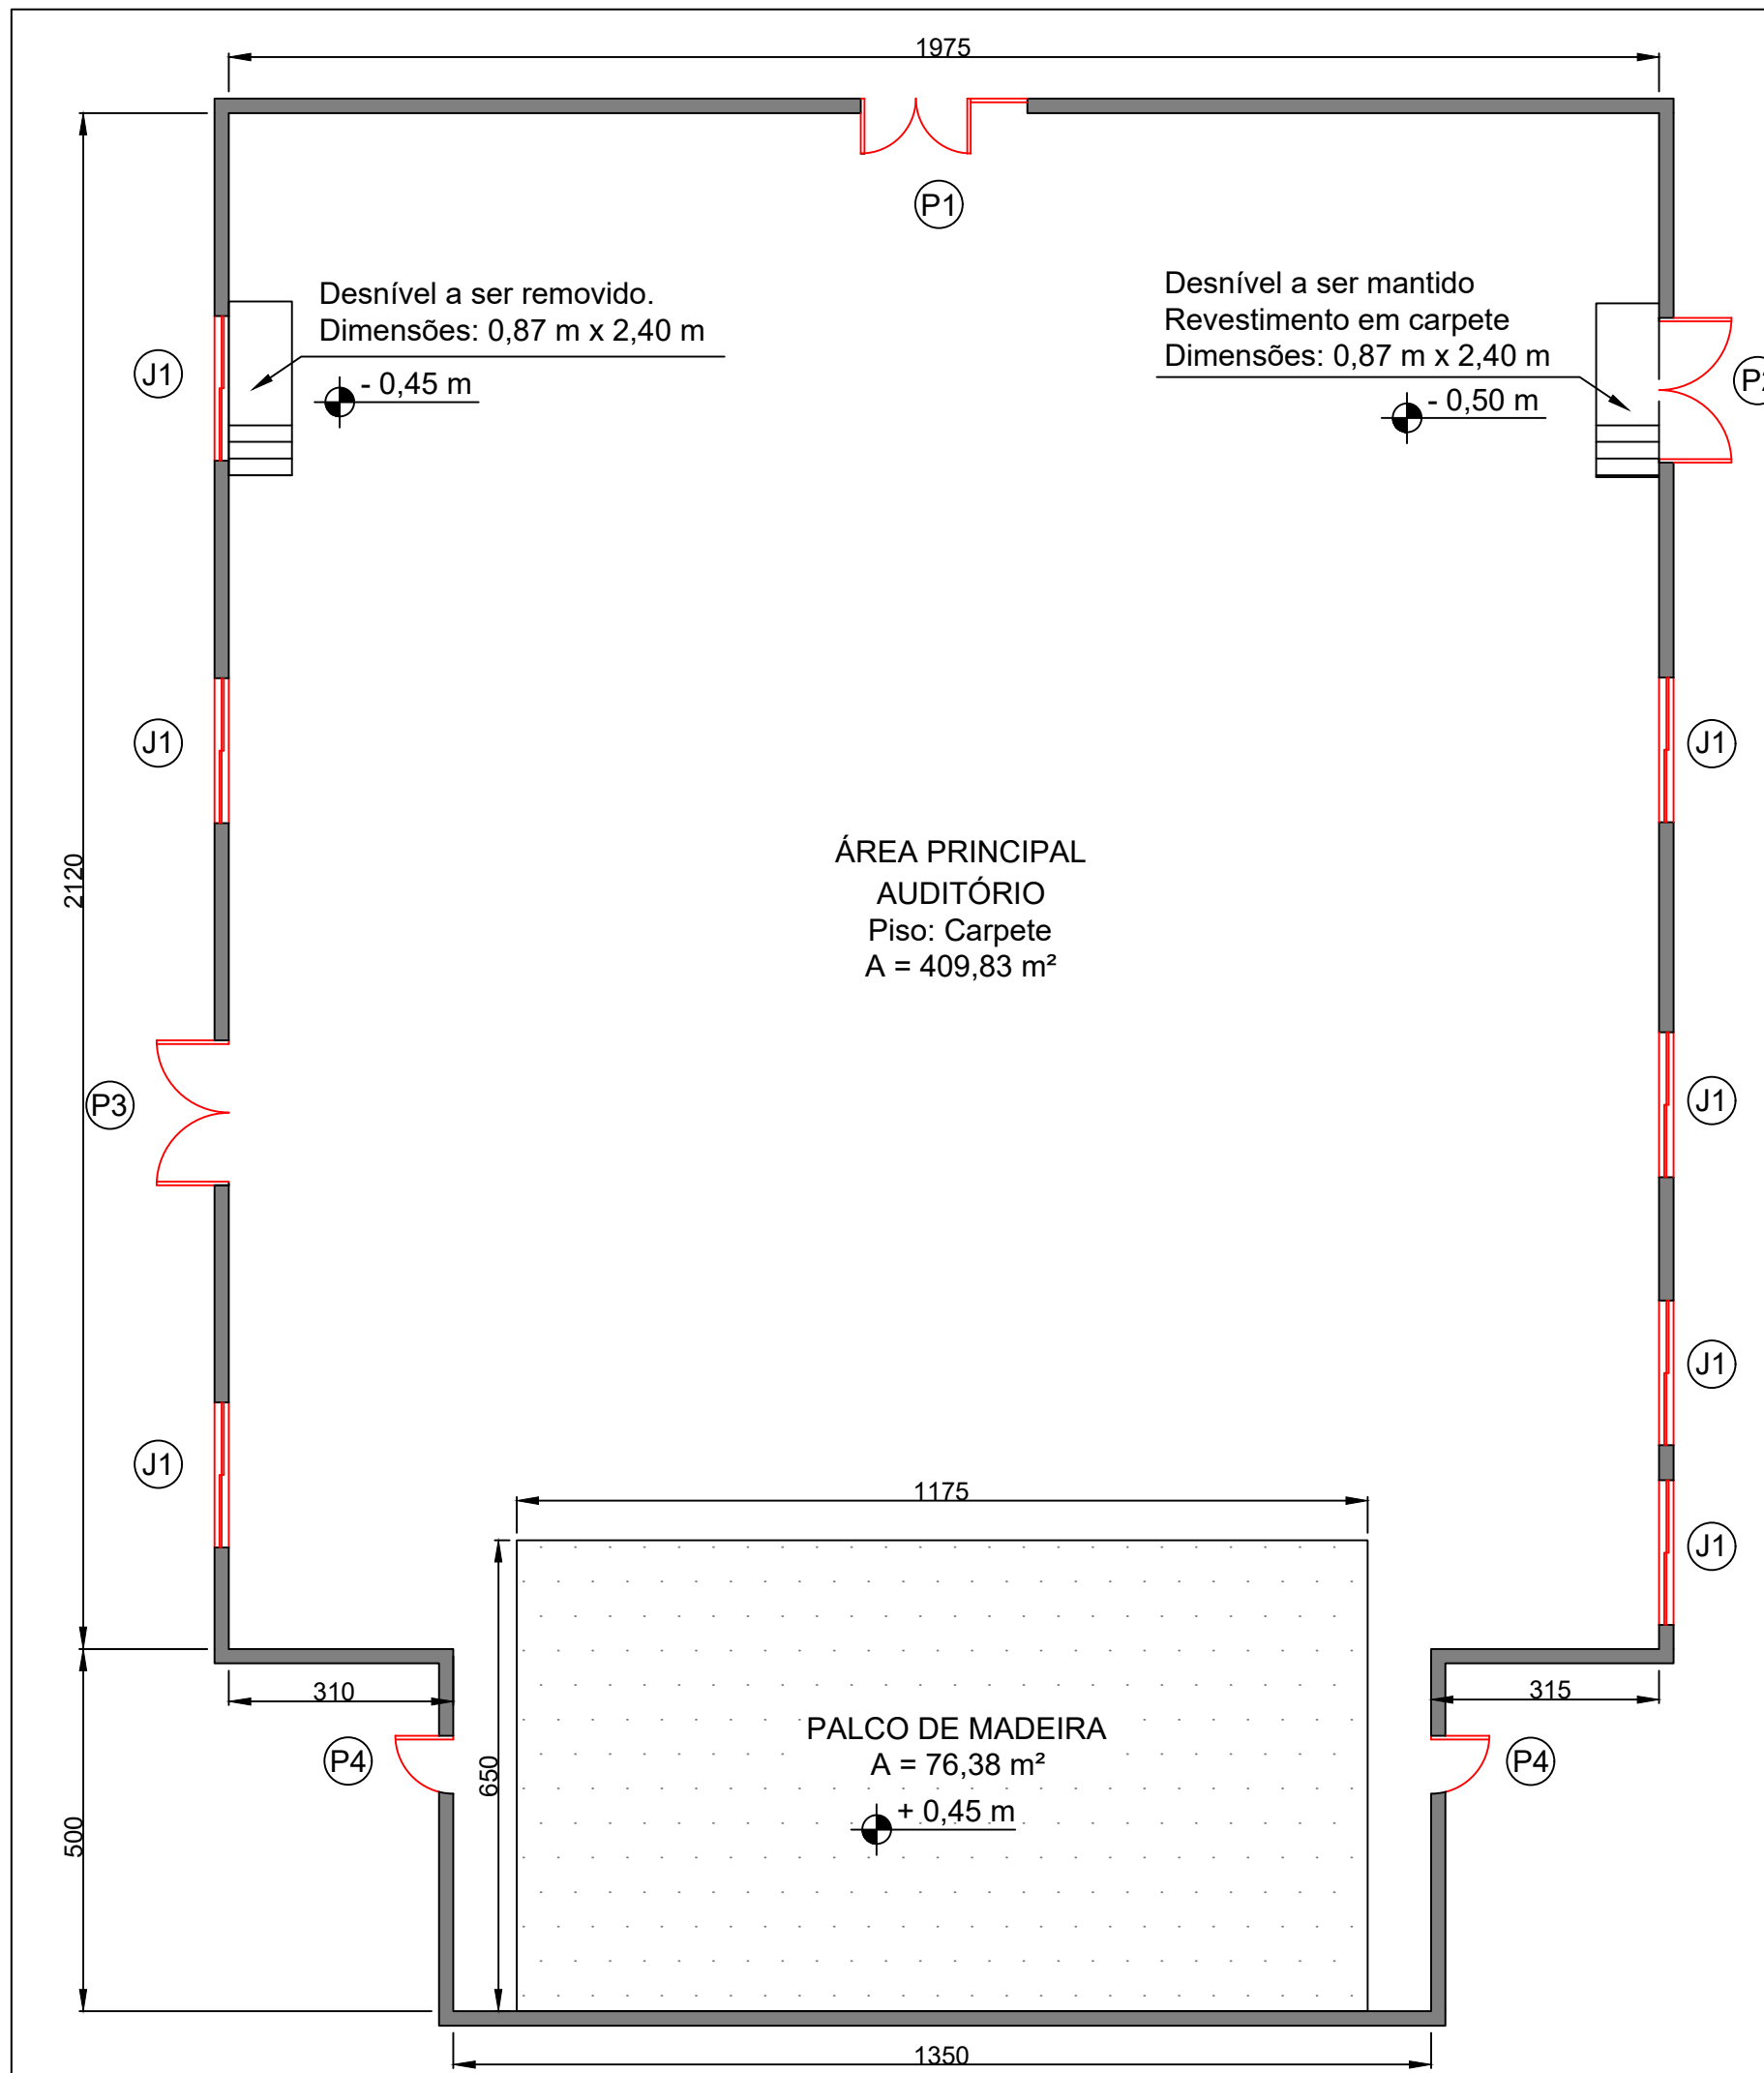 1975
P1
Desnível a ser removido.
Dimensões: 0,87 m x 2,40 m
- 0,45 m
Desnível a ser mantido
Revestimento em carpete
Dimensões: 0,87 m x 2,40 m
- 0,50 m
J1
J1
J1
2120
ÁREA PRINCIPAL
AUDITÓRIO
Piso: Carpete
A = 409,83 m²
J1
P3
J1
J1
1175
J1
310
315
PALCO DE MADEIRA
A = 76,38 m²
+ 0,45 m
P4
650
P4
500
1350